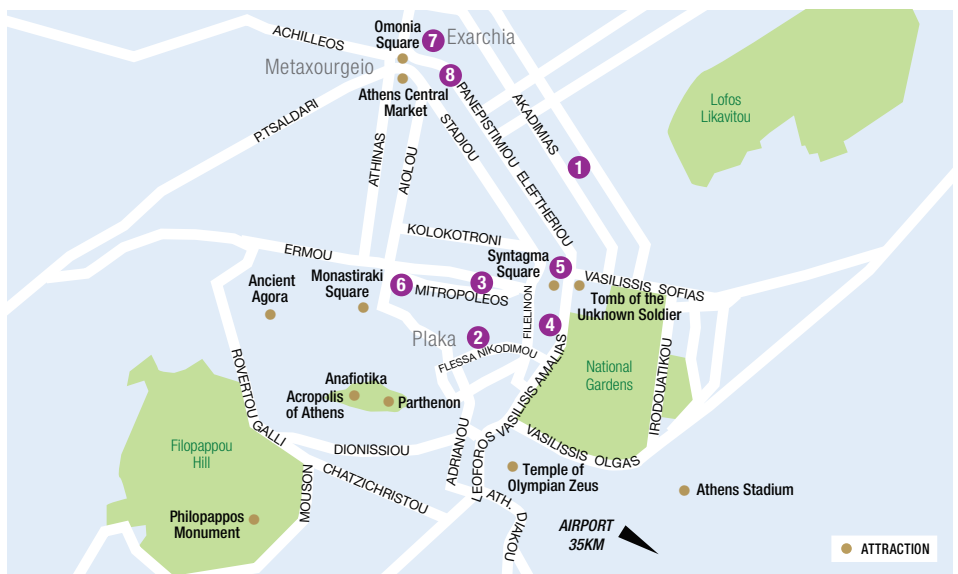 ACHILLEOS
Omonia
Square
7
Exarchia
Metaxourgeio
8
Athens Central
Market
P.TSALDARI
PANEPISTIMIOU ELEFTHERIOU
AKADIMIAS
STADIOU
Lofos
Likavitou
ATHINAS
AIOLOU
1
KOLOKOTRONI
ERMOU
Syntagma
Square
5
VASILISSIS SOFIAS
Ancient
Agora
Monastiraki
Square
6
3
MITROPOLEOS
FILELINON
Tomb of the
Unknown Soldier
4
Plaka
2
FLESSA NIKODIMOU
National
Gardens
IRODOUATIKOU
ROVERTOU GALLI
Anafiotika
Acropolis
of Athens
Parthenon
LEOFOROS VASILISIS AMALIAS
VASILISSIS OLGAS
ADRIANOU
DIONISSIOU
Filopappou
Hill
CHATZICHRISTOU
MOUSON
Temple of
Olympian Zeus
Athens Stadium
ATH. DIAKOU
Philopappos
Monument
AIRPORT
35KM
ATTRACTION